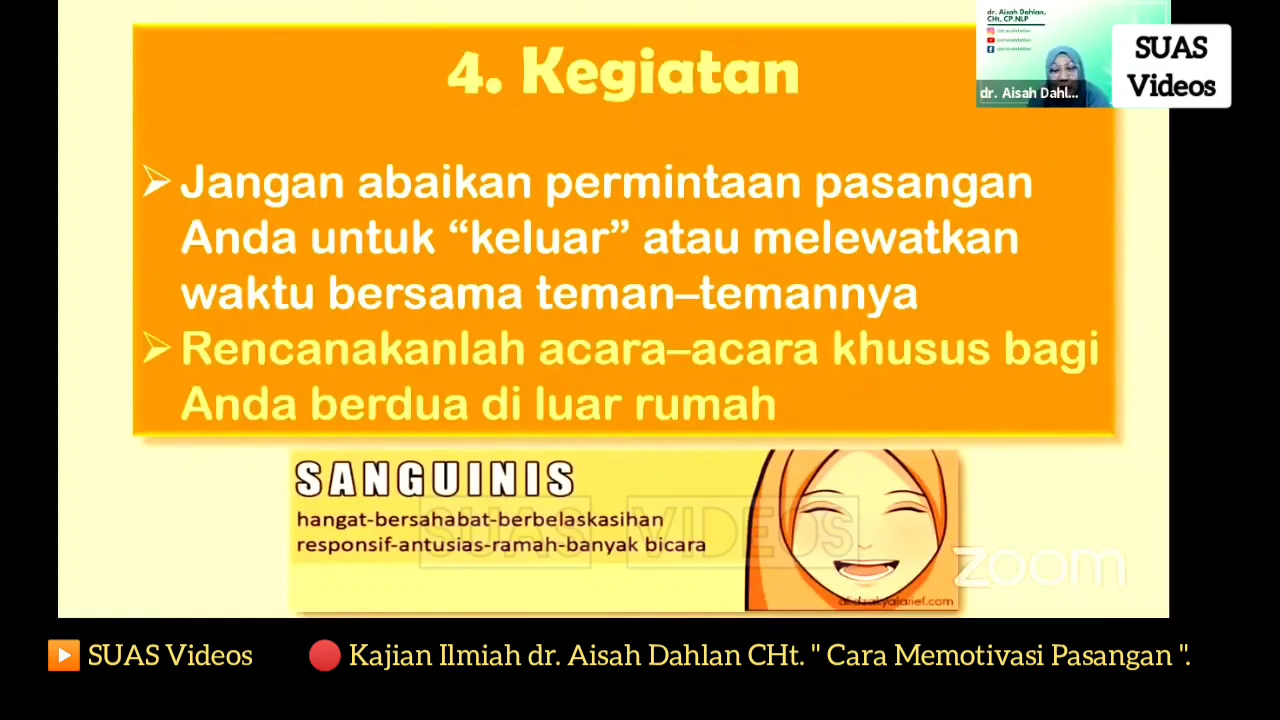 dr. Aisah Dahlan,
CHt, CP.NLP
dr. Aisah Dahl...
SUAS
Videos
4. Kegiatan
➢ Jangan abaikan permintaan pasangan
Anda untuk “keluar” atau melewatkan
waktu bersama teman–temannya
➢ Rencanakanlah acara–acara khusus bagi
Anda berdua di luar rumah
SANGUINIS
hangat-bersahabat-berbelaskasihan
responsif-antusias-ramah-banyak bicara
SUAS VIDEOS
zoom
SUAS Videos
Kajian Ilmiah dr. Aisah Dahlan CHt. " Cara Memotivasi Pasangan ".